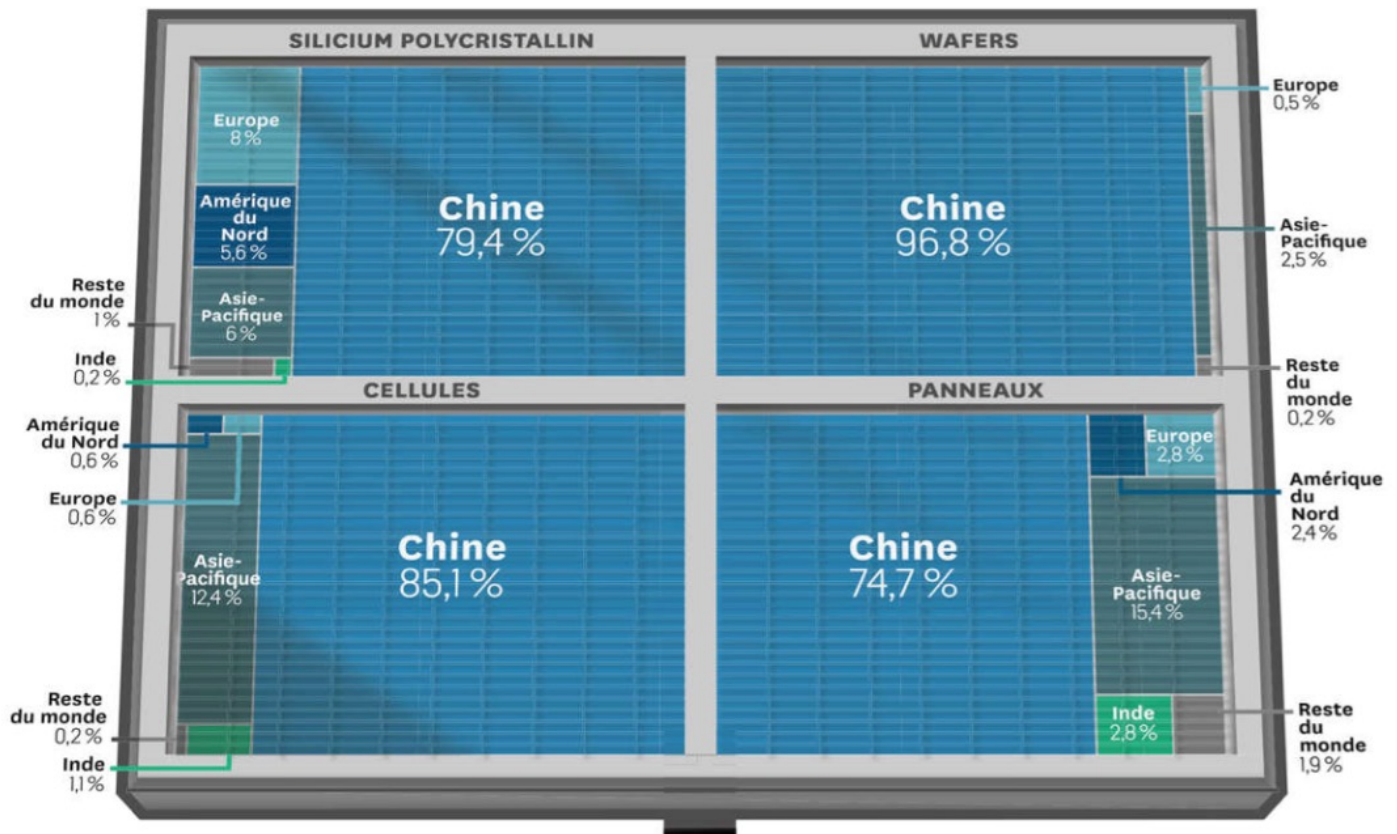 SILICIUM POLYCRISTALLIN
Europe
8 %
Amérique
du
Nord
5,6 %
Asie-
Pacifique
6 %
Reste
du monde
1 %
Inde
0,2 %
Chine
79,4 %
WAFERS
Chine
96,8 %
Europe
0,5 %
Asie-
Pacifique
2,5 %
Reste
du
monde
0,2 %
CELLULES
Amérique
du Nord
0,6 %
Europe
0,6 %
Asie-
Pacifique
12,4 %
Reste
du monde
0,2 %
Inde
1,1 %
Chine
85,1 %
PANNEAUX
Chine
74,7 %
Europe
2,8 %
Amérique
du
Nord
2,4 %
Asie-
Pacifique
15,4 %
Inde
2,8 %
Reste
du
monde
1,9 %